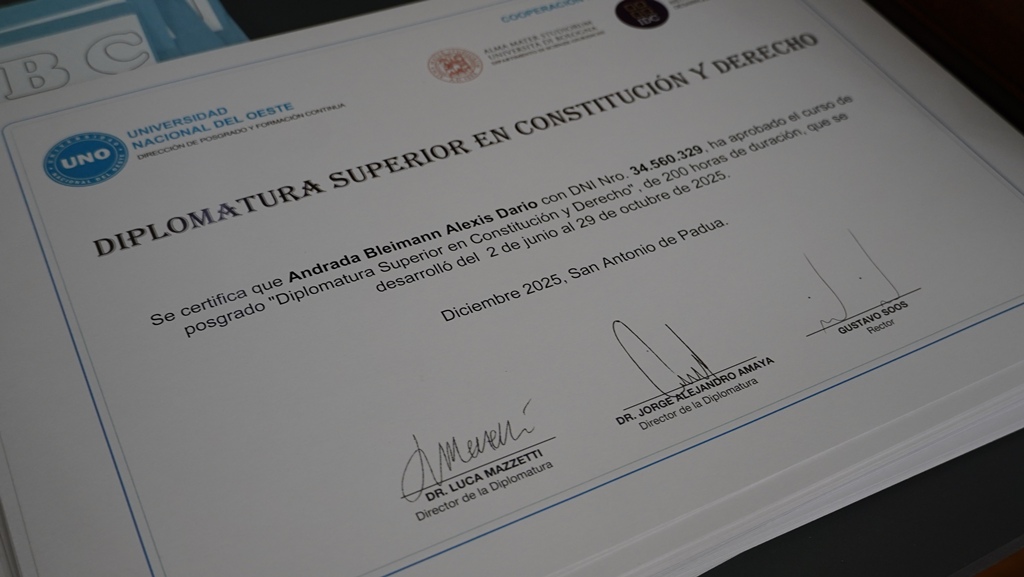 BC
COOPERACIÓN
IDC
ALMA MATER STUDIORUM
UNIVERSITÀ DI BOLOGNA
UNO
UNIVERSIDAD
NACIONAL DEL OESTE
DIRECCIÓN DE POSGRADO Y FORMACIÓN CONTINUA
DIPLOMATURA SUPERIOR EN CONSTITUCIÓN Y DERECHO
Se certifica que Andrada Bleimann Alexis Dario con DNI Nro. 34.560.329, ha aprobado el curso de
posgrado "Diplomatura Superior en Constitución y Derecho", de 200 horas de duración, que se
desarrolló del 2 de junio al 29 de octubre de 2025.
Diciembre 2025, San Antonio de Padua.
DR. LUCA MAZZETTI
Director de la Diplomatura
DR. JORGE ALEJANDRO AMAYA
Director de la Diplomatura
GUSTAVO SOOS
Rector